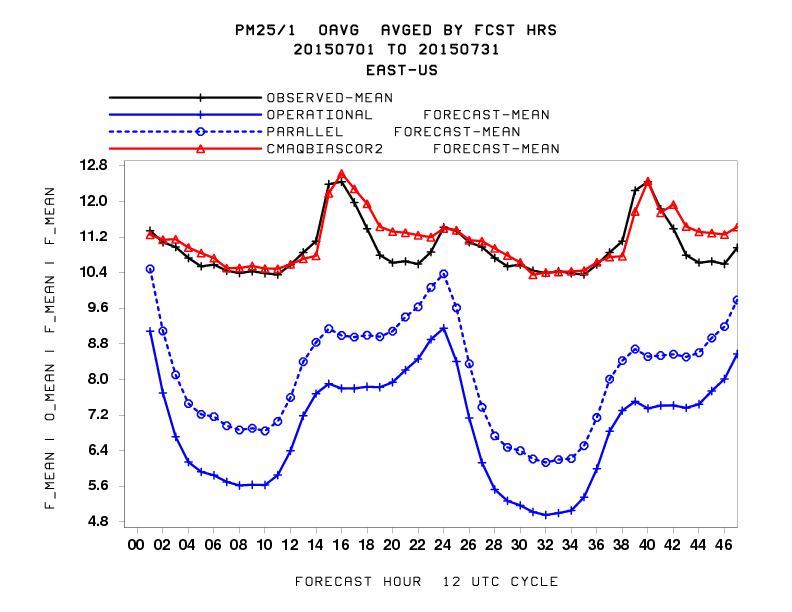 PM25/1 OAVG AVGED BY FCST HRS
20150701 TO 20150731
EAST-US
OBSERVED-MEAN
OPERATIONAL FORECAST-MEAN
PARALLEL FORECAST-MEAN
CMAQBIASCOR2 FORECAST-MEAN
12.8
12.0
11.2
10.4
9.6
8.8
8.0
7.2
6.4
5.6
4.8
F_MEAN | O_MEAN | F_MEAN | F_MEAN
00 02 04 06 08 10 12 14 16 18 20 22 24 26 28 30 32 34 36 38 40 42 44 46
FORECAST HOUR 12 UTC CYCLE